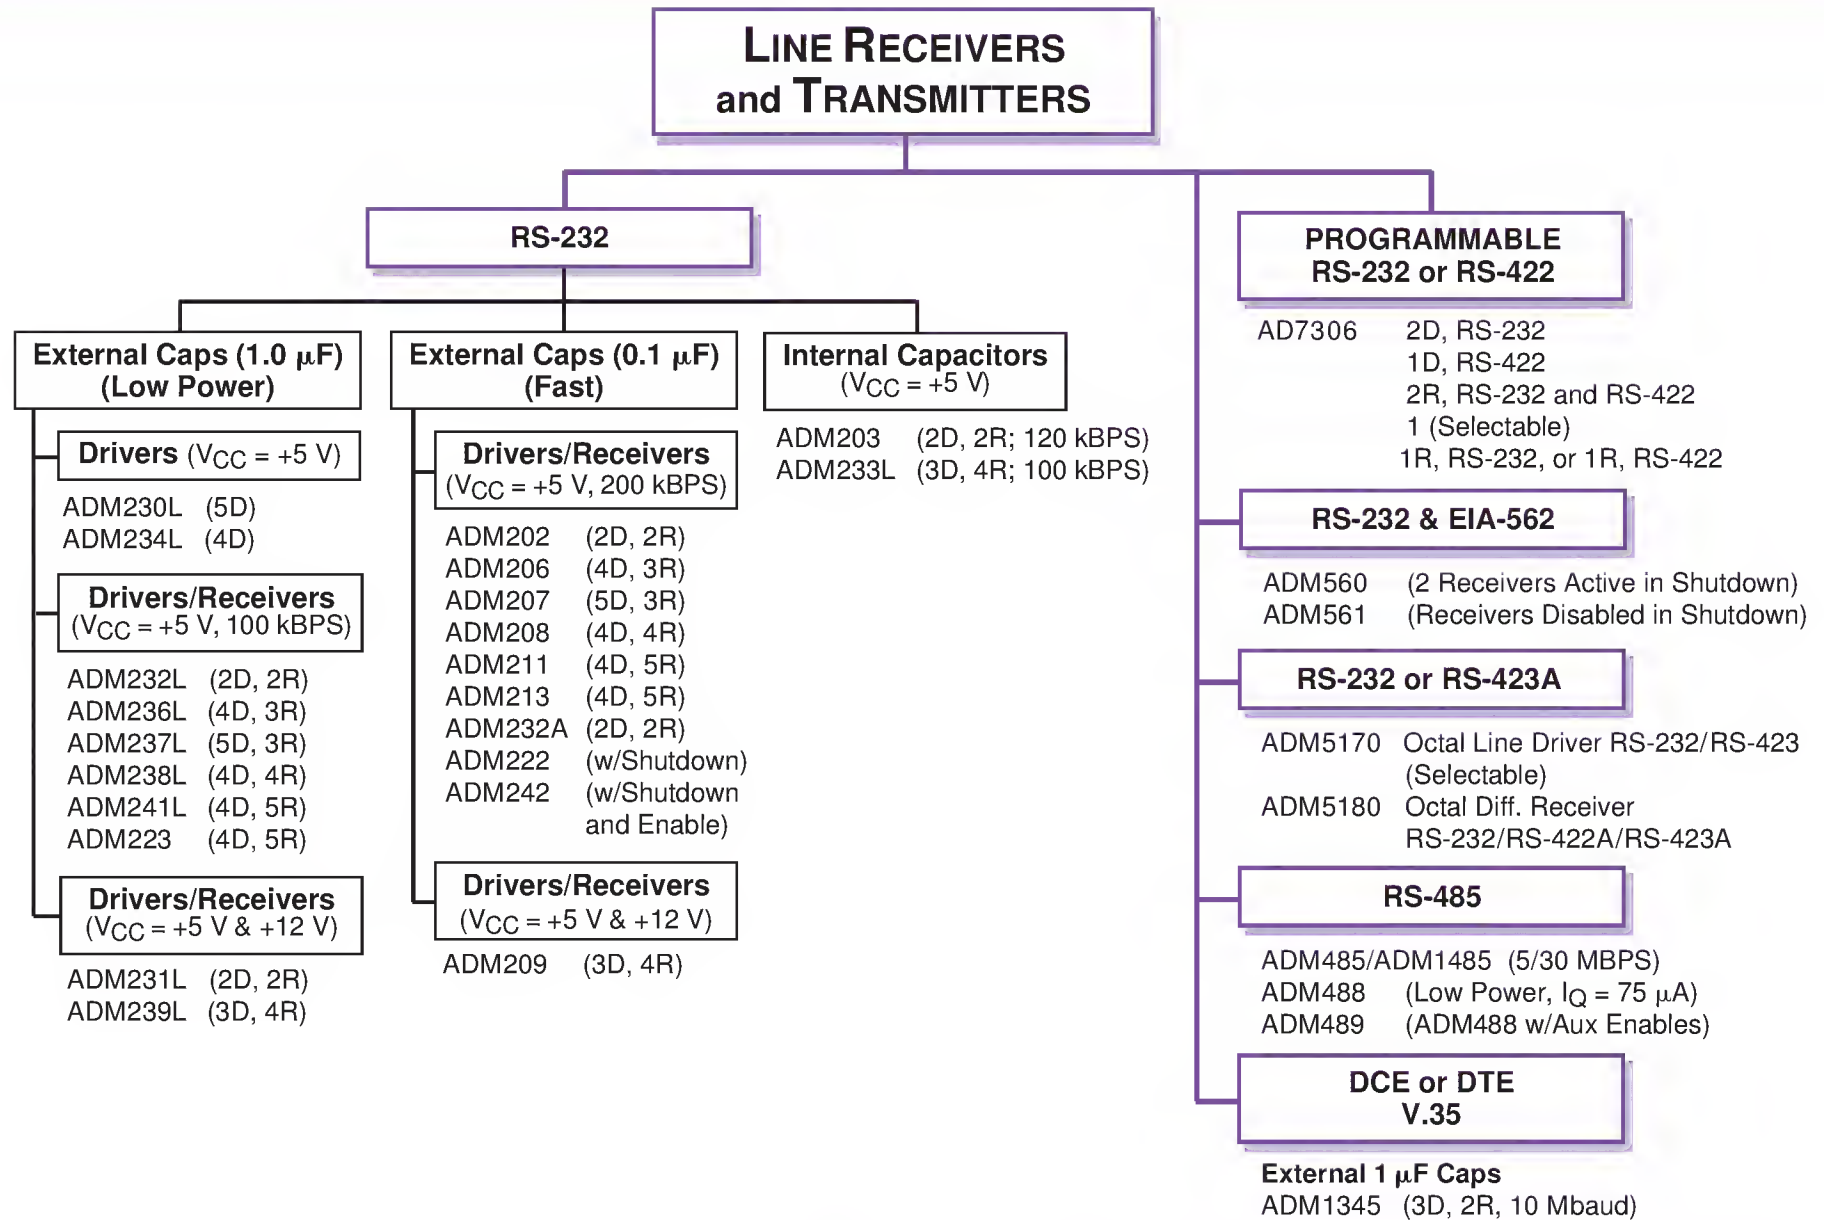 LINE RECEIVERS
and TRANSMITTERS
RS-232
External Caps (1.0 μF)
(Low Power)
Drivers (VCC = +5 V)
ADM230L (5D)
ADM234L (4D)
Drivers/Receivers
(VCC = +5 V, 100 kBPS)
ADM232L (2D, 2R)
ADM236L (4D, 3R)
ADM237L (5D, 3R)
ADM238L (4D, 4R)
ADM241L (4D, 5R)
ADM223 (4D, 5R)
Drivers/Receivers
(VCC = +5 V & +12 V)
ADM231L (2D, 2R)
ADM239L (3D, 4R)
External Caps (0.1 μF)
(Fast)
Drivers/Receivers
(VCC = +5 V, 200 kBPS)
ADM202 (2D, 2R)
ADM206 (4D, 3R)
ADM207 (5D, 3R)
ADM208 (4D, 4R)
ADM211 (4D, 5R)
ADM213 (4D, 5R)
ADM232A (2D, 2R)
ADM222 (w/Shutdown)
ADM242 (w/Shutdown
and Enable)
Drivers/Receivers
(VCC = +5 V & +12 V)
ADM209 (3D, 4R)
Internal Capacitors
(VCC = +5 V)
ADM203 (2D, 2R; 120 kBPS)
ADM233L (3D, 4R; 100 kBPS)
PROGRAMMABLE
RS-232 or RS-422
AD7306 2D, RS-232
1D, RS-422
2R, RS-232 and RS-422
1 (Selectable)
1R, RS-232, or 1R, RS-422
RS-232 & EIA-562
ADM560 (2 Receivers Active in Shutdown)
ADM561 (Receivers Disabled in Shutdown)
RS-232 or RS-423A
ADM5170 Octal Line Driver RS-232/RS-423
(Selectable)
ADM5180 Octal Diff. Receiver
RS-232/RS-422A/RS-423A
RS-485
ADM485/ADM1485 (5/30 MBPS)
ADM488 (Low Power, IQ = 75 μA)
ADM489 (ADM488 w/Aux Enables)
DCE or DTE
V.35
External 1 μF Caps
ADM1345 (3D, 2R, 10 Mbaud)